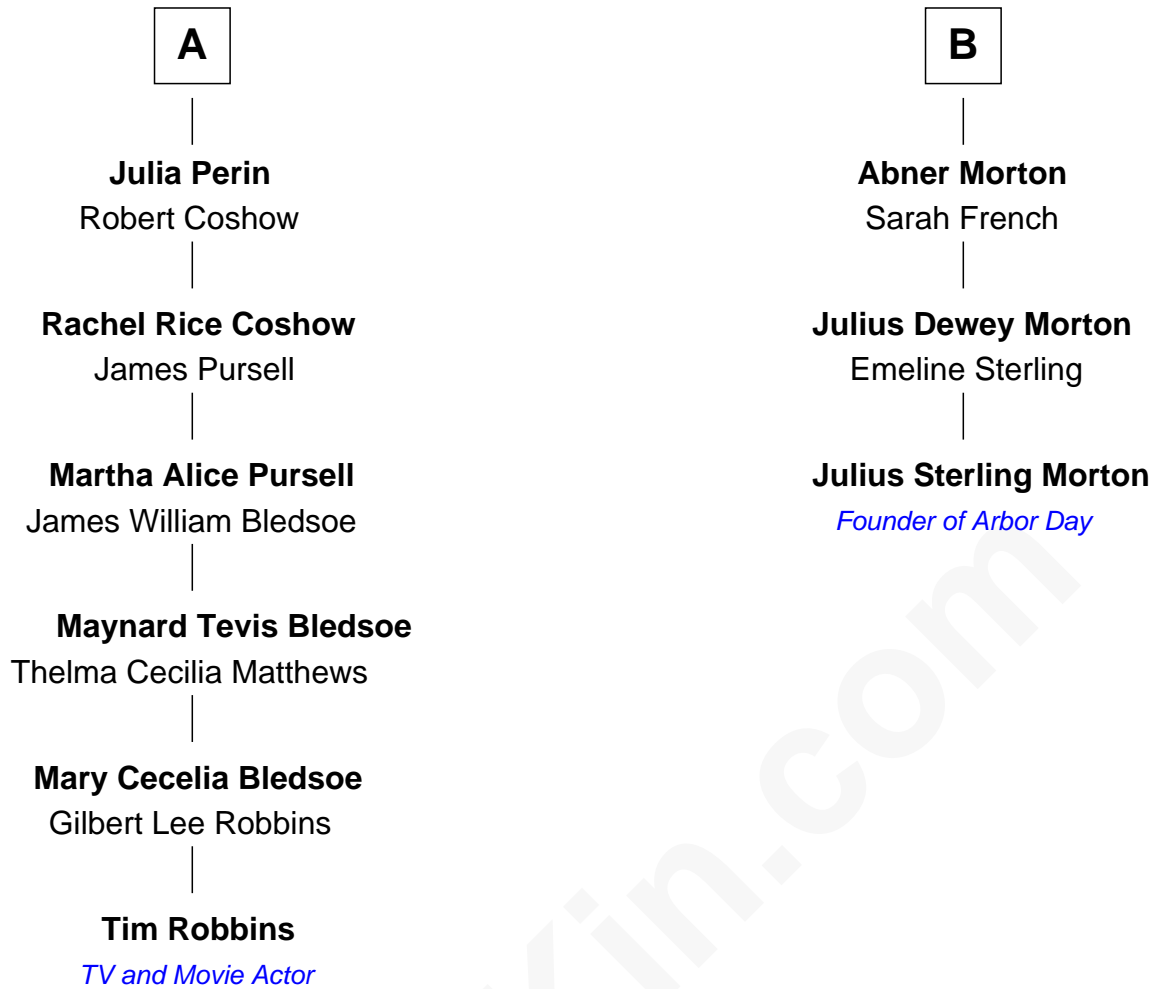 A
Julia Perin
Robert Coshow
Rachel Rice Coshow
James Pursell
Martha Alice Pursell
James William Bledsoe
Maynard Tevis Bledsoe
Thelma Cecilia Matthews
Mary Cecelia Bledsoe
Gilbert Lee Robbins
Tim Robbins
TV and Movie Actor
B
Abner Morton
Sarah French
Julius Dewey Morton
Emeline Sterling
Julius Sterling Morton
Founder of Arbor Day
Kin.com